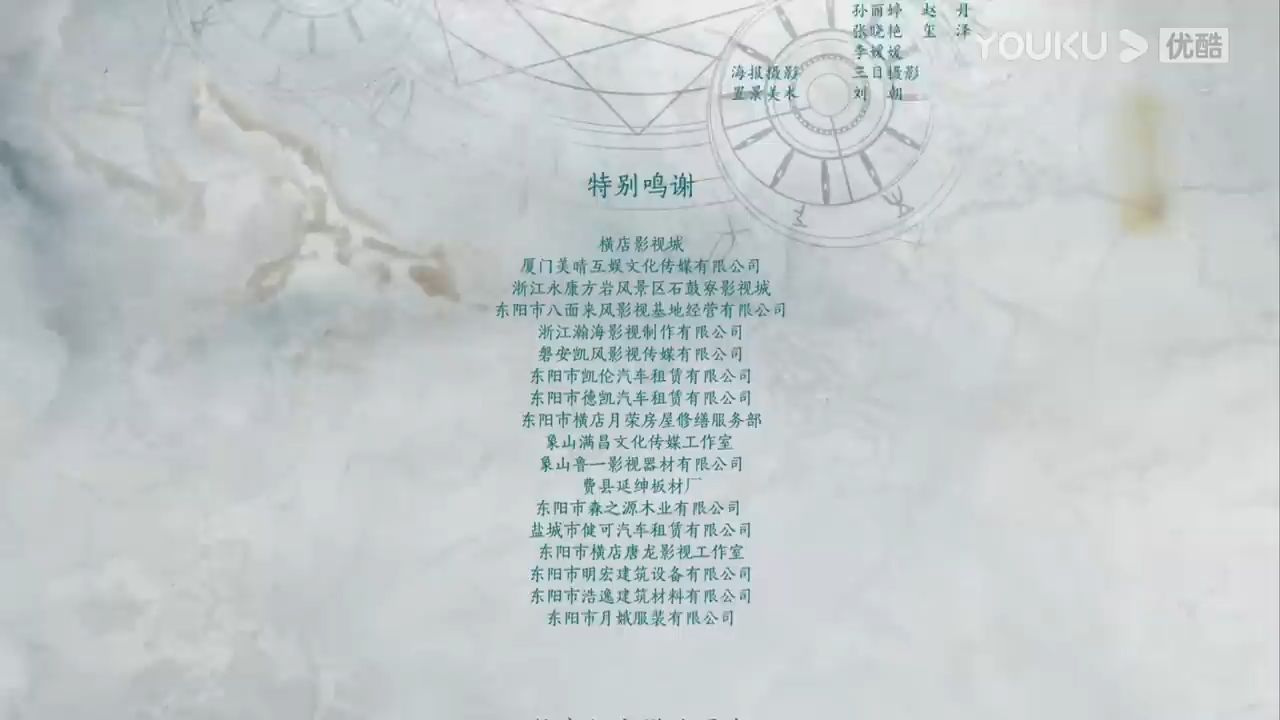 孙丽婷 赵 丹
张晓艳 玺 泽
YOUKU 优酷
李媛媛
海报摄影 三目摄影
置景美术 刘 朝
特别鸣谢
横店影视城
厦门美晴互娱文化传媒有限公司
浙江永康方岩风景区石鼓寮影视城
东阳市八面来风影视基地经营有限公司
浙江瀚海影视制作有限公司
磐安凯风影视传媒有限公司
东阳市凯伦汽车租赁有限公司
东阳市德凯汽车租赁有限公司
东阳市横店月荣房屋修缮服务部
象山满昌文化传媒工作室
象山鲁一影视器材有限公司
费县延绅板材厂
东阳市森之源木业有限公司
盐城市健可汽车租赁有限公司
东阳市横店唐龙影视工作室
东阳市明宏建筑设备有限公司
东阳市浩逸建筑材料有限公司
东阳市月娥服装有限公司